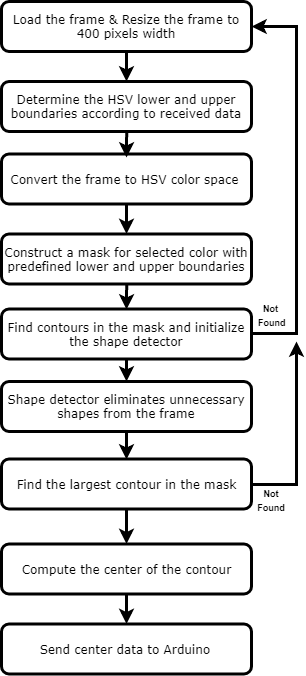 Load the frame & Resize the frame to
400 pixels width
Determine the HSV lower and upper
boundaries according to received data
Convert the frame to HSV color space
Construct a mask for selected color with
predefined lower and upper boundaries
Find contours in the mask and initialize
the shape detector
Not
Found
Shape detector eliminates unnecessary
shapes from the frame
Find the largest contour in the mask
Not
Found
Compute the center of the contour
Send center data to Arduino